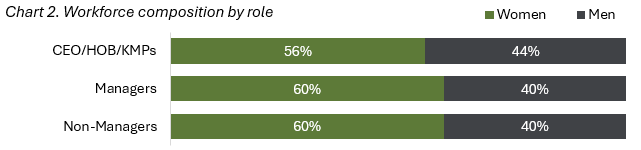 Chart 2. Workforce composition by role
Women Men
CEO/HOB/KMPs 56% 44%
Managers 60% 40%
Non-Managers 60% 40%